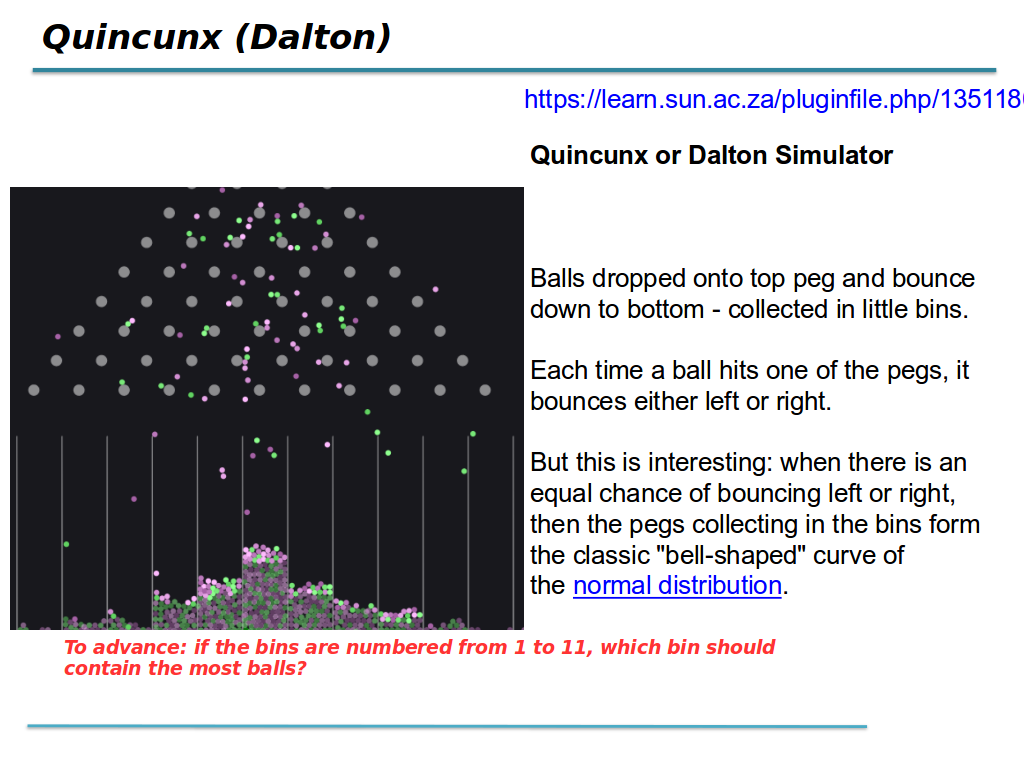 Quincunx (Dalton)
https://learn.sun.ac.za/pluginfile.php/135118
Quincunx or Dalton Simulator
Balls dropped onto top peg and bounce
down to bottom - collected in little bins.
Each time a ball hits one of the pegs, it
bounces either left or right.
But this is interesting: when there is an
equal chance of bouncing left or right,
then the pegs collecting in the bins form
the classic "bell-shaped" curve of
the normal distribution.
To advance: if the bins are numbered from 1 to 11, which bin should
contain the most balls?